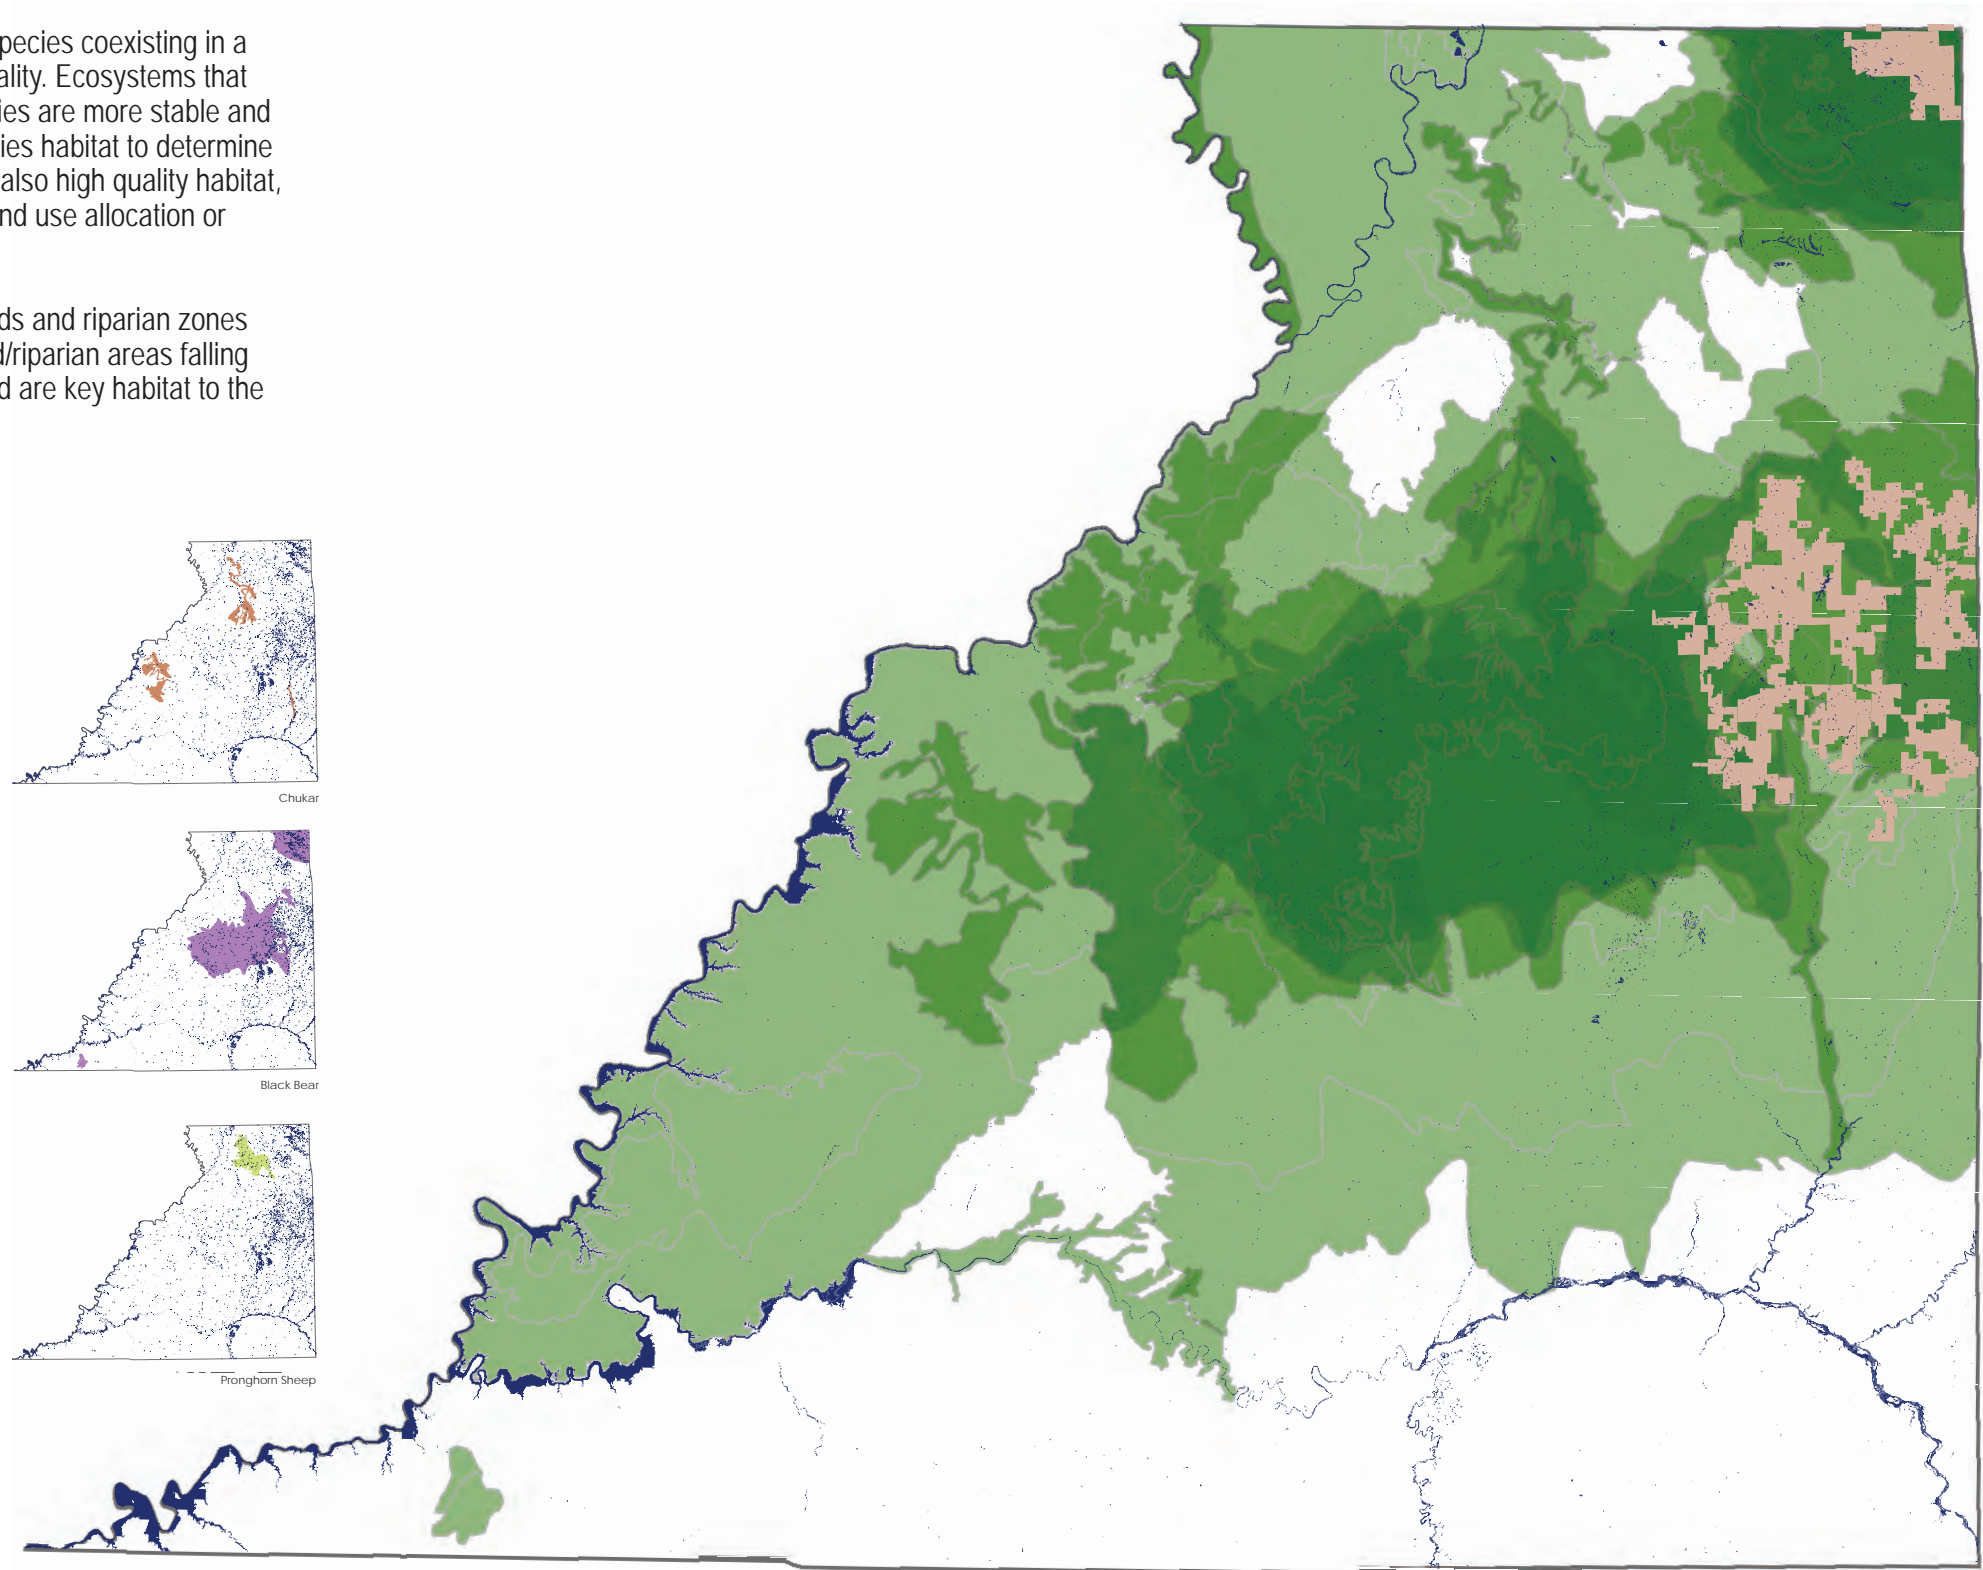 pecies coexisting in a
ality. Ecosystems that
ies are more stable and
ies habitat to determine
also high quality habitat,
nd use allocation or
ds and riparian zones
d/riparian areas falling
d are key habitat to the
Chukar
Black Bear
Pronghorn Sheep